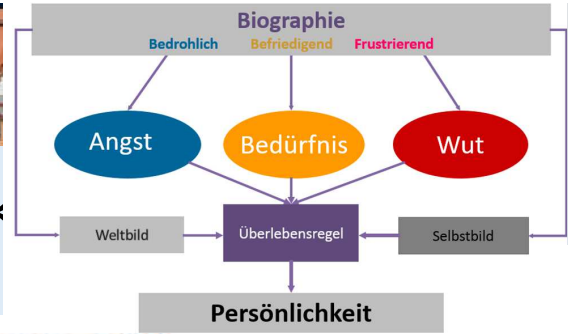 Biographie
Bedrohlich Befriedigend Frustrierend
Angst Bedürfnis Wut
Weltbild Überlebensregel Selbstbild
Persönlichkeit